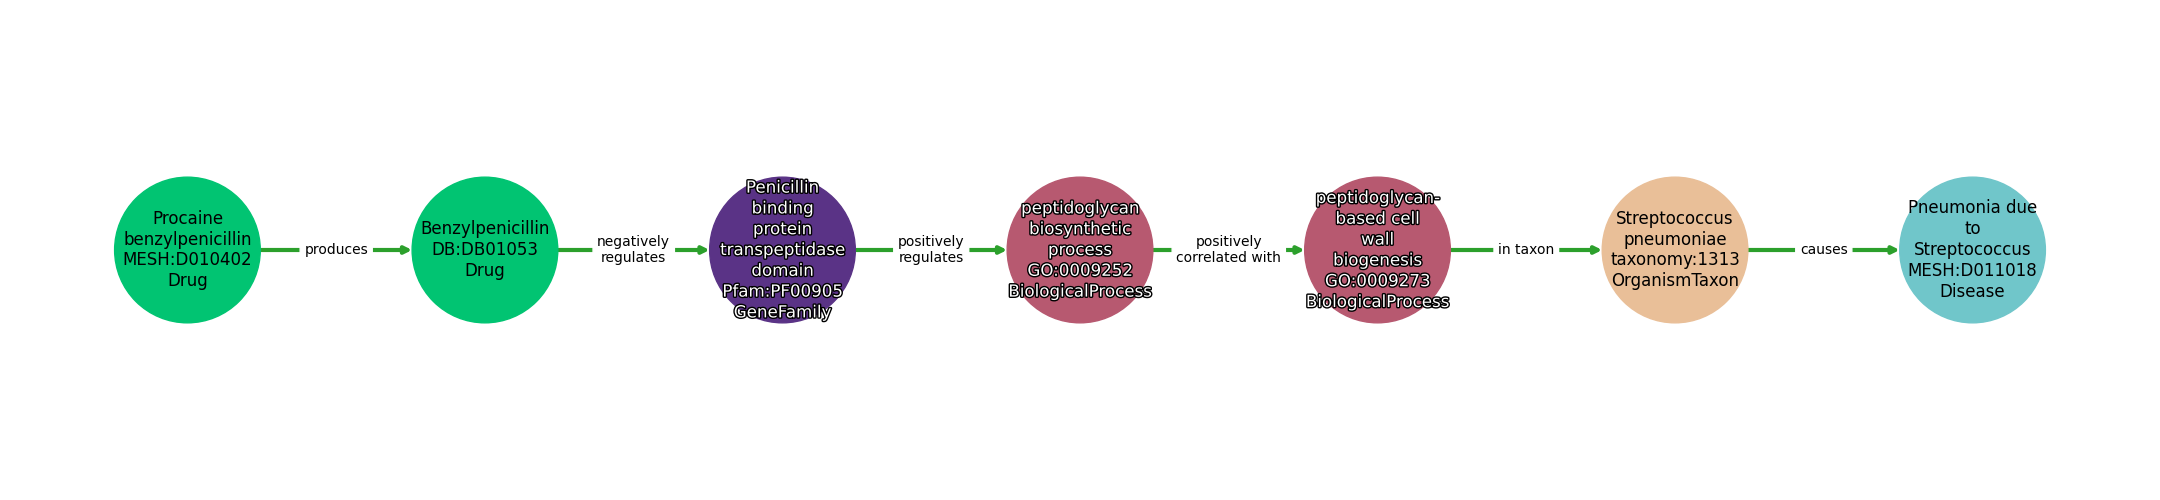 Procaine
benzylpenicillin
MESH:D010402
Drug
produces
Benzylpenicillin
DB:DB01053
Drug
negatively
regulates
Penicillin
binding
protein
transpeptidase
domain
Pfam:PF00905
GeneFamily
positively
regulates
peptidoglycan
biosynthetic
process
GO:0009252
BiologicalProcess
positively
correlated with
peptidoglycan-
based cell
wall
biogenesis
GO:0009273
BiologicalProcess
in taxon
Streptococcus
pneumoniae
taxonomy:1313
OrganismTaxon
causes
Pneumonia due
to
Streptococcus
MESH:D011018
Disease